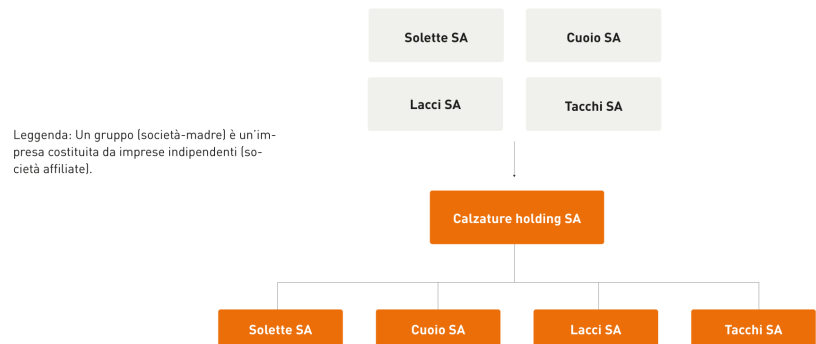 Solette SA
Cuoio SA
Lacci SA
Tacchi SA
Leggenda: Un gruppo (società-madre) è un'im-
presa costituita da imprese indipendenti (so-
cietà affiliate).
Calzature holding SA
Solette SA
Cuoio SA
Lacci SA
Tacchi SA